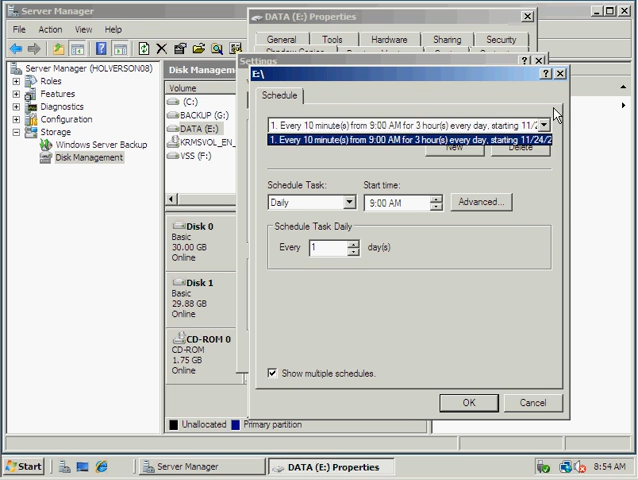 Server Manager
File Action View Help
Server Manager (HOLVERSON08)
Roles
Features
Diagnostics
Configuration
Storage
Windows Server Backup
Disk Management
Disk Manageme
Volume
(C:)
BACKUP (G:)
DATA (E:)
KRMSVOL_EN_
VSS (F:)
Disk 0
Basic
30.00 GB
Online
Disk 1
Basic
29.88 GB
Online
CD-ROM 0
CD-ROM
1.75 GB
Online
Unallocated Primary partition
DATA (E:) Properties
General Tools Hardware Sharing Security
Settings
E:\
Schedule
1. Every 10 minute(s) from 9:00 AM for 3 hour(s) every day, starting 11/2
1. Every 10 minute(s) from 9:00 AM for 3 hour(s) every day, starting 11/24/2
New Delete
Schedule Task: Start time:
Daily 9:00 AM Advanced...
Schedule Task Daily
Every 1 day(s)
Show multiple schedules.
OK Cancel
Start Server Manager DATA (E:) Properties 8:54 AM